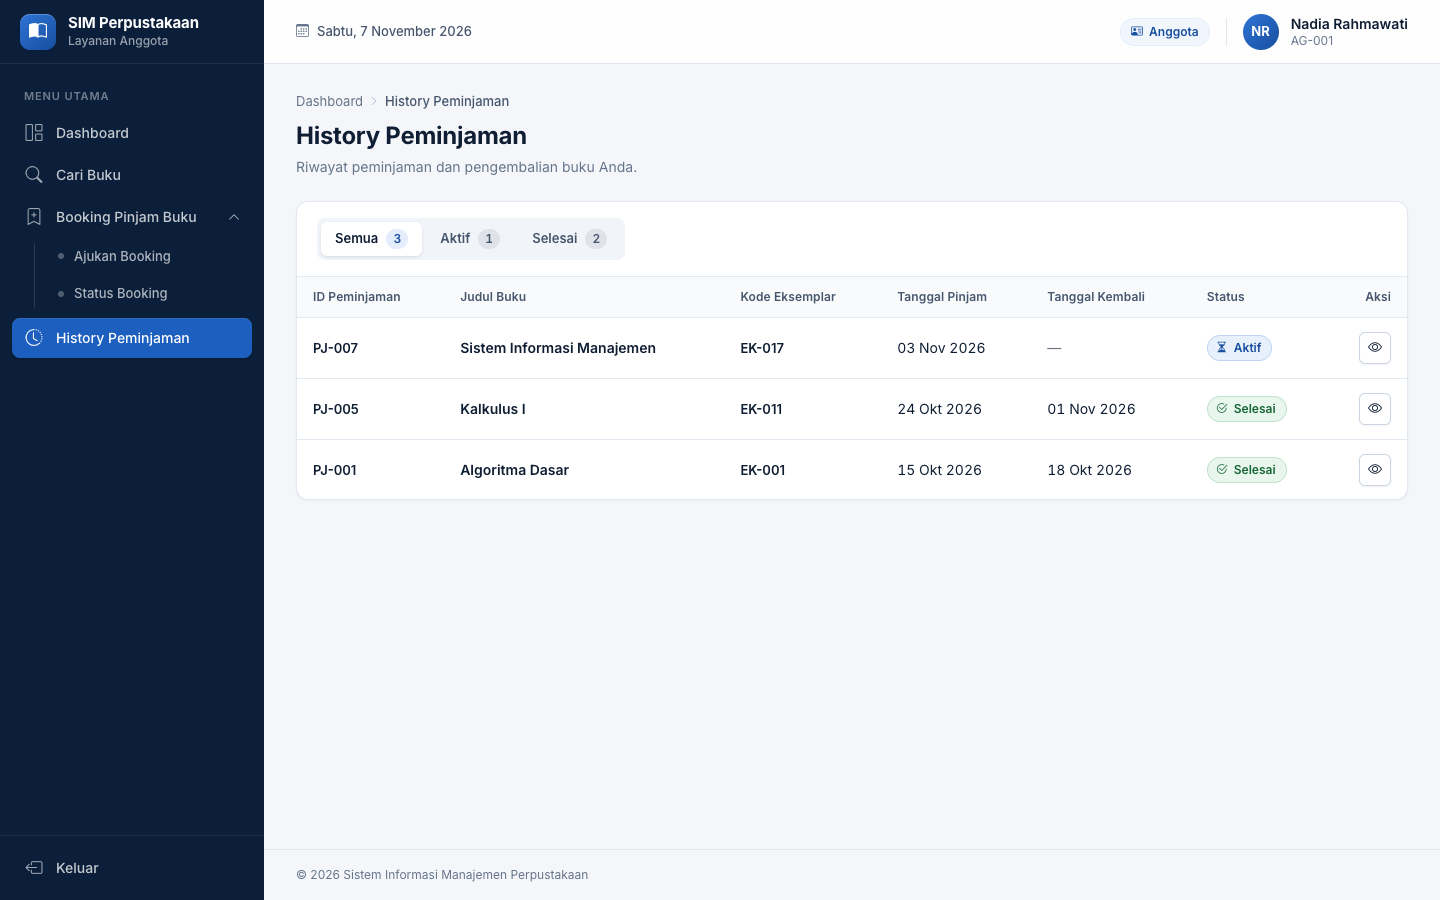 SIM Perpustakaan
Layanan Anggota
MENU UTAMA
Dashboard
Cari Buku
Booking Pinjam Buku
Ajukan Booking
Status Booking
History Peminjaman
Keluar
Sabtu, 7 November 2026
Anggota
NR
Nadia Rahmawati
AG-001
Dashboard History Peminjaman
History Peminjaman
Riwayat peminjaman dan pengembalian buku Anda.
Semua 3 Aktif 1 Selesai 2
ID Peminjaman Judul Buku Kode Eksemplar Tanggal Pinjam Tanggal Kembali Status Aksi
PJ-007 Sistem Informasi Manajemen EK-017 03 Nov 2026 — Aktif
PJ-005 Kalkulus I EK-011 24 Okt 2026 01 Nov 2026 Selesai
PJ-001 Algoritma Dasar EK-001 15 Okt 2026 18 Okt 2026 Selesai
© 2026 Sistem Informasi Manajemen Perpustakaan